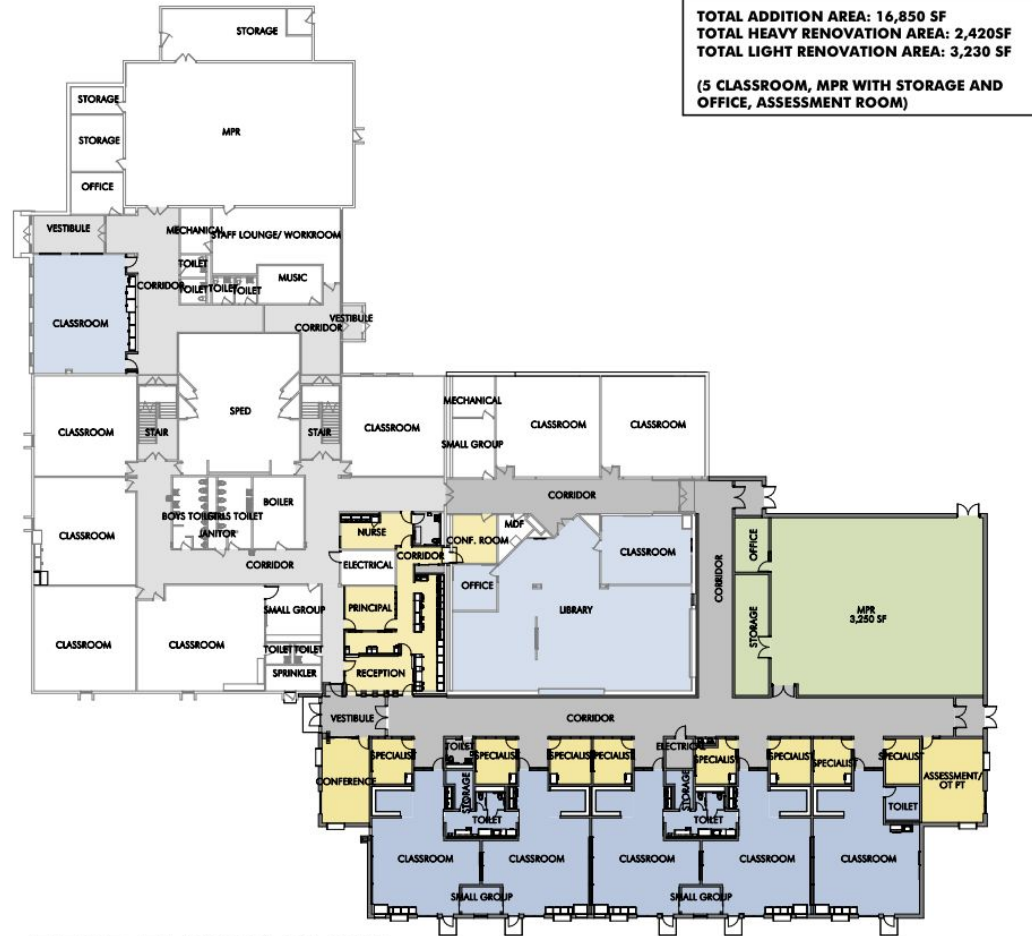 TOTAL ADDITION AREA: 16,850 SF
TOTAL HEAVY RENOVATION AREA: 2,420SF
TOTAL LIGHT RENOVATION AREA: 3,230 SF
(5 CLASSROOM, MPR WITH STORAGE AND
OFFICE, ASSESSMENT ROOM)
STORAGE
STORAGE
MPR
STORAGE
OFFICE
VESTIBULE
MECHANICAL
STAFF LOUNGE/ WORKROOM
TOILET
MUSIC
CORRIDOR
TOILET
TOILET
TOILET
VESTIBULE
CLASSROOM
CORRIDOR
MECHANICAL
SPED
CLASSROOM
STAIR
STAIR
CLASSROOM
CLASSROOM
CLASSROOM
SMALL GROUP
CORRIDOR
BOILER
BOYS TOILET
GIRLS TOILET
JANITOR
NURSE
MDF
CONF. ROOM
CLASSROOM
CLASSROOM
OFFICE
CORRIDOR
ELECTRICAL
CORRIDOR
OFFICE
CORRIDOR
PRINCIPAL
SMALL GROUP
LIBRARY
STORAGE
MPR
3,250 SF
CLASSROOM
CLASSROOM
TOILET
TOILET
SPRINKLER
RECEPTION
VESTIBULE
CORRIDOR
TOILET
ELECTRICAL
SPECIALIST
SPECIALIST
SPECIALIST
SPECIALIST
SPECIALIST
SPECIALIST
SPECIALIST
SPECIALIST
CONFERENCE
STORAGE
STORAGE
ASSESSMENT/
OT PT
TOILET
TOILET
TOILET
CLASSROOM
CLASSROOM
CLASSROOM
CLASSROOM
CLASSROOM
SMALL GROUP
SMALL GROUP